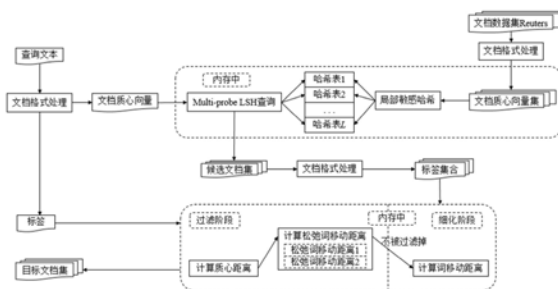 文档数据集Reuters
查询文本
文档格式处理
内存中
文档格式处理
文档质心向量
Multi-probe LSH查询
哈希表1
哈希表2
...
哈希表L
局部敏感哈希
文档质心向量集
候选文档集
文档格式处理
标签集合
标签
过滤阶段
内存中
细化阶段
计算松弛词移动距离
松弛词移动距离1
松弛词移动距离2
不被过滤掉
目标文档集
计算质心距离
计算词移动距离